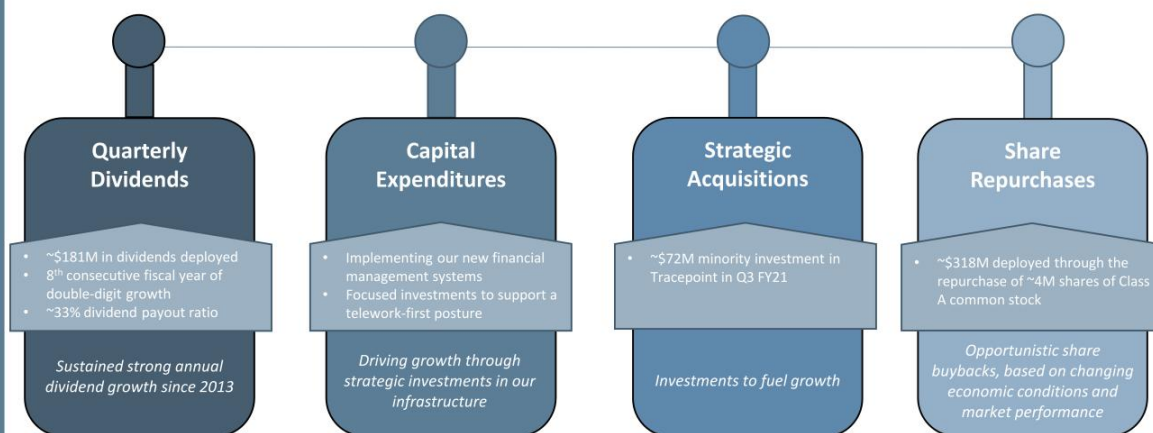 Quarterly
Dividends
• ~$181M in dividends deployed
• 8th consecutive fiscal year of
double-digit growth
• ~33% dividend payout ratio
Sustained strong annual
dividend growth since 2013
Capital
Expenditures
• Implementing our new financial
management systems
• Focused investments to support a
telework-first posture
Driving growth through
strategic investments in our
infrastructure
Strategic
Acquisitions
• ~$72M minority investment in
Tracepoint in Q3 FY21
Investments to fuel growth
Share
Repurchases
• ~$318M deployed through the
repurchase of ~4M shares of Class
A common stock
Opportunistic share
buybacks, based on changing
economic conditions and
market performance